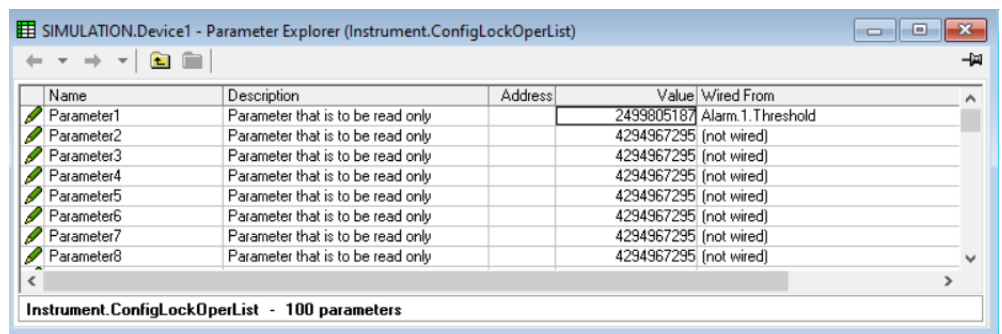 SIMULATION.Device1 - Parameter Explorer (Instrument.ConfigLockOperList)
Name Description Address Value Wired From
Parameter1 Parameter that is to be read only 2499805187 Alarm.1.Threshold
Parameter2 Parameter that is to be read only 4294967295 (not wired)
Parameter3 Parameter that is to be read only 4294967295 (not wired)
Parameter4 Parameter that is to be read only 4294967295 (not wired)
Parameter5 Parameter that is to be read only 4294967295 (not wired)
Parameter6 Parameter that is to be read only 4294967295 (not wired)
Parameter7 Parameter that is to be read only 4294967295 (not wired)
Parameter8 Parameter that is to be read only 4294967295 (not wired)
Instrument.ConfigLockOperList - 100 parameters